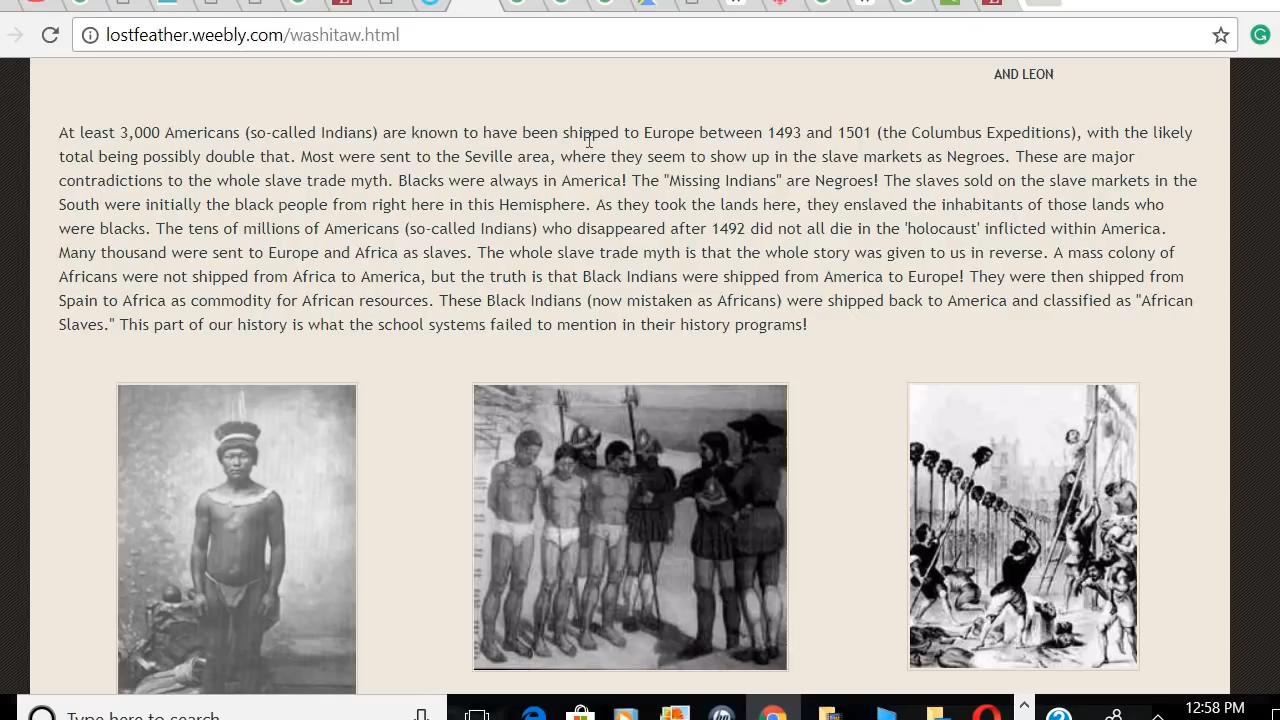 lostfeather.weebly.com/washitaw.html
AND LEON
At least 3,000 Americans (so-called Indians) are known to have been shipped to Europe between 1493 and 1501 (the Columbus Expeditions), with the likely
total being possibly double that. Most were sent to the Seville area, where they seem to show up in the slave markets as Negroes. These are major
contradictions to the whole slave trade myth. Blacks were always in America! The "Missing Indians" are Negroes! The slaves sold on the slave markets in the
South were initially the black people from right here in this Hemisphere. As they took the lands here, they enslaved the inhabitants of those lands who
were blacks. The tens of millions of Americans (so-called Indians) who disappeared after 1492 did not all die in the 'holocaust' inflicted within America.
Many thousand were sent to Europe and Africa as slaves. The whole slave trade myth is that the whole story was given to us in reverse. A mass colony of
Africans were not shipped from Africa to America, but the truth is that Black Indians were shipped from America to Europe! They were then shipped from
Spain to Africa as commodity for African resources. These Black Indians (now mistaken as Africans) were shipped back to America and classified as "African
Slaves." This part of our history is what the school systems failed to mention in their history programs!
Type here to search
12:58 PM